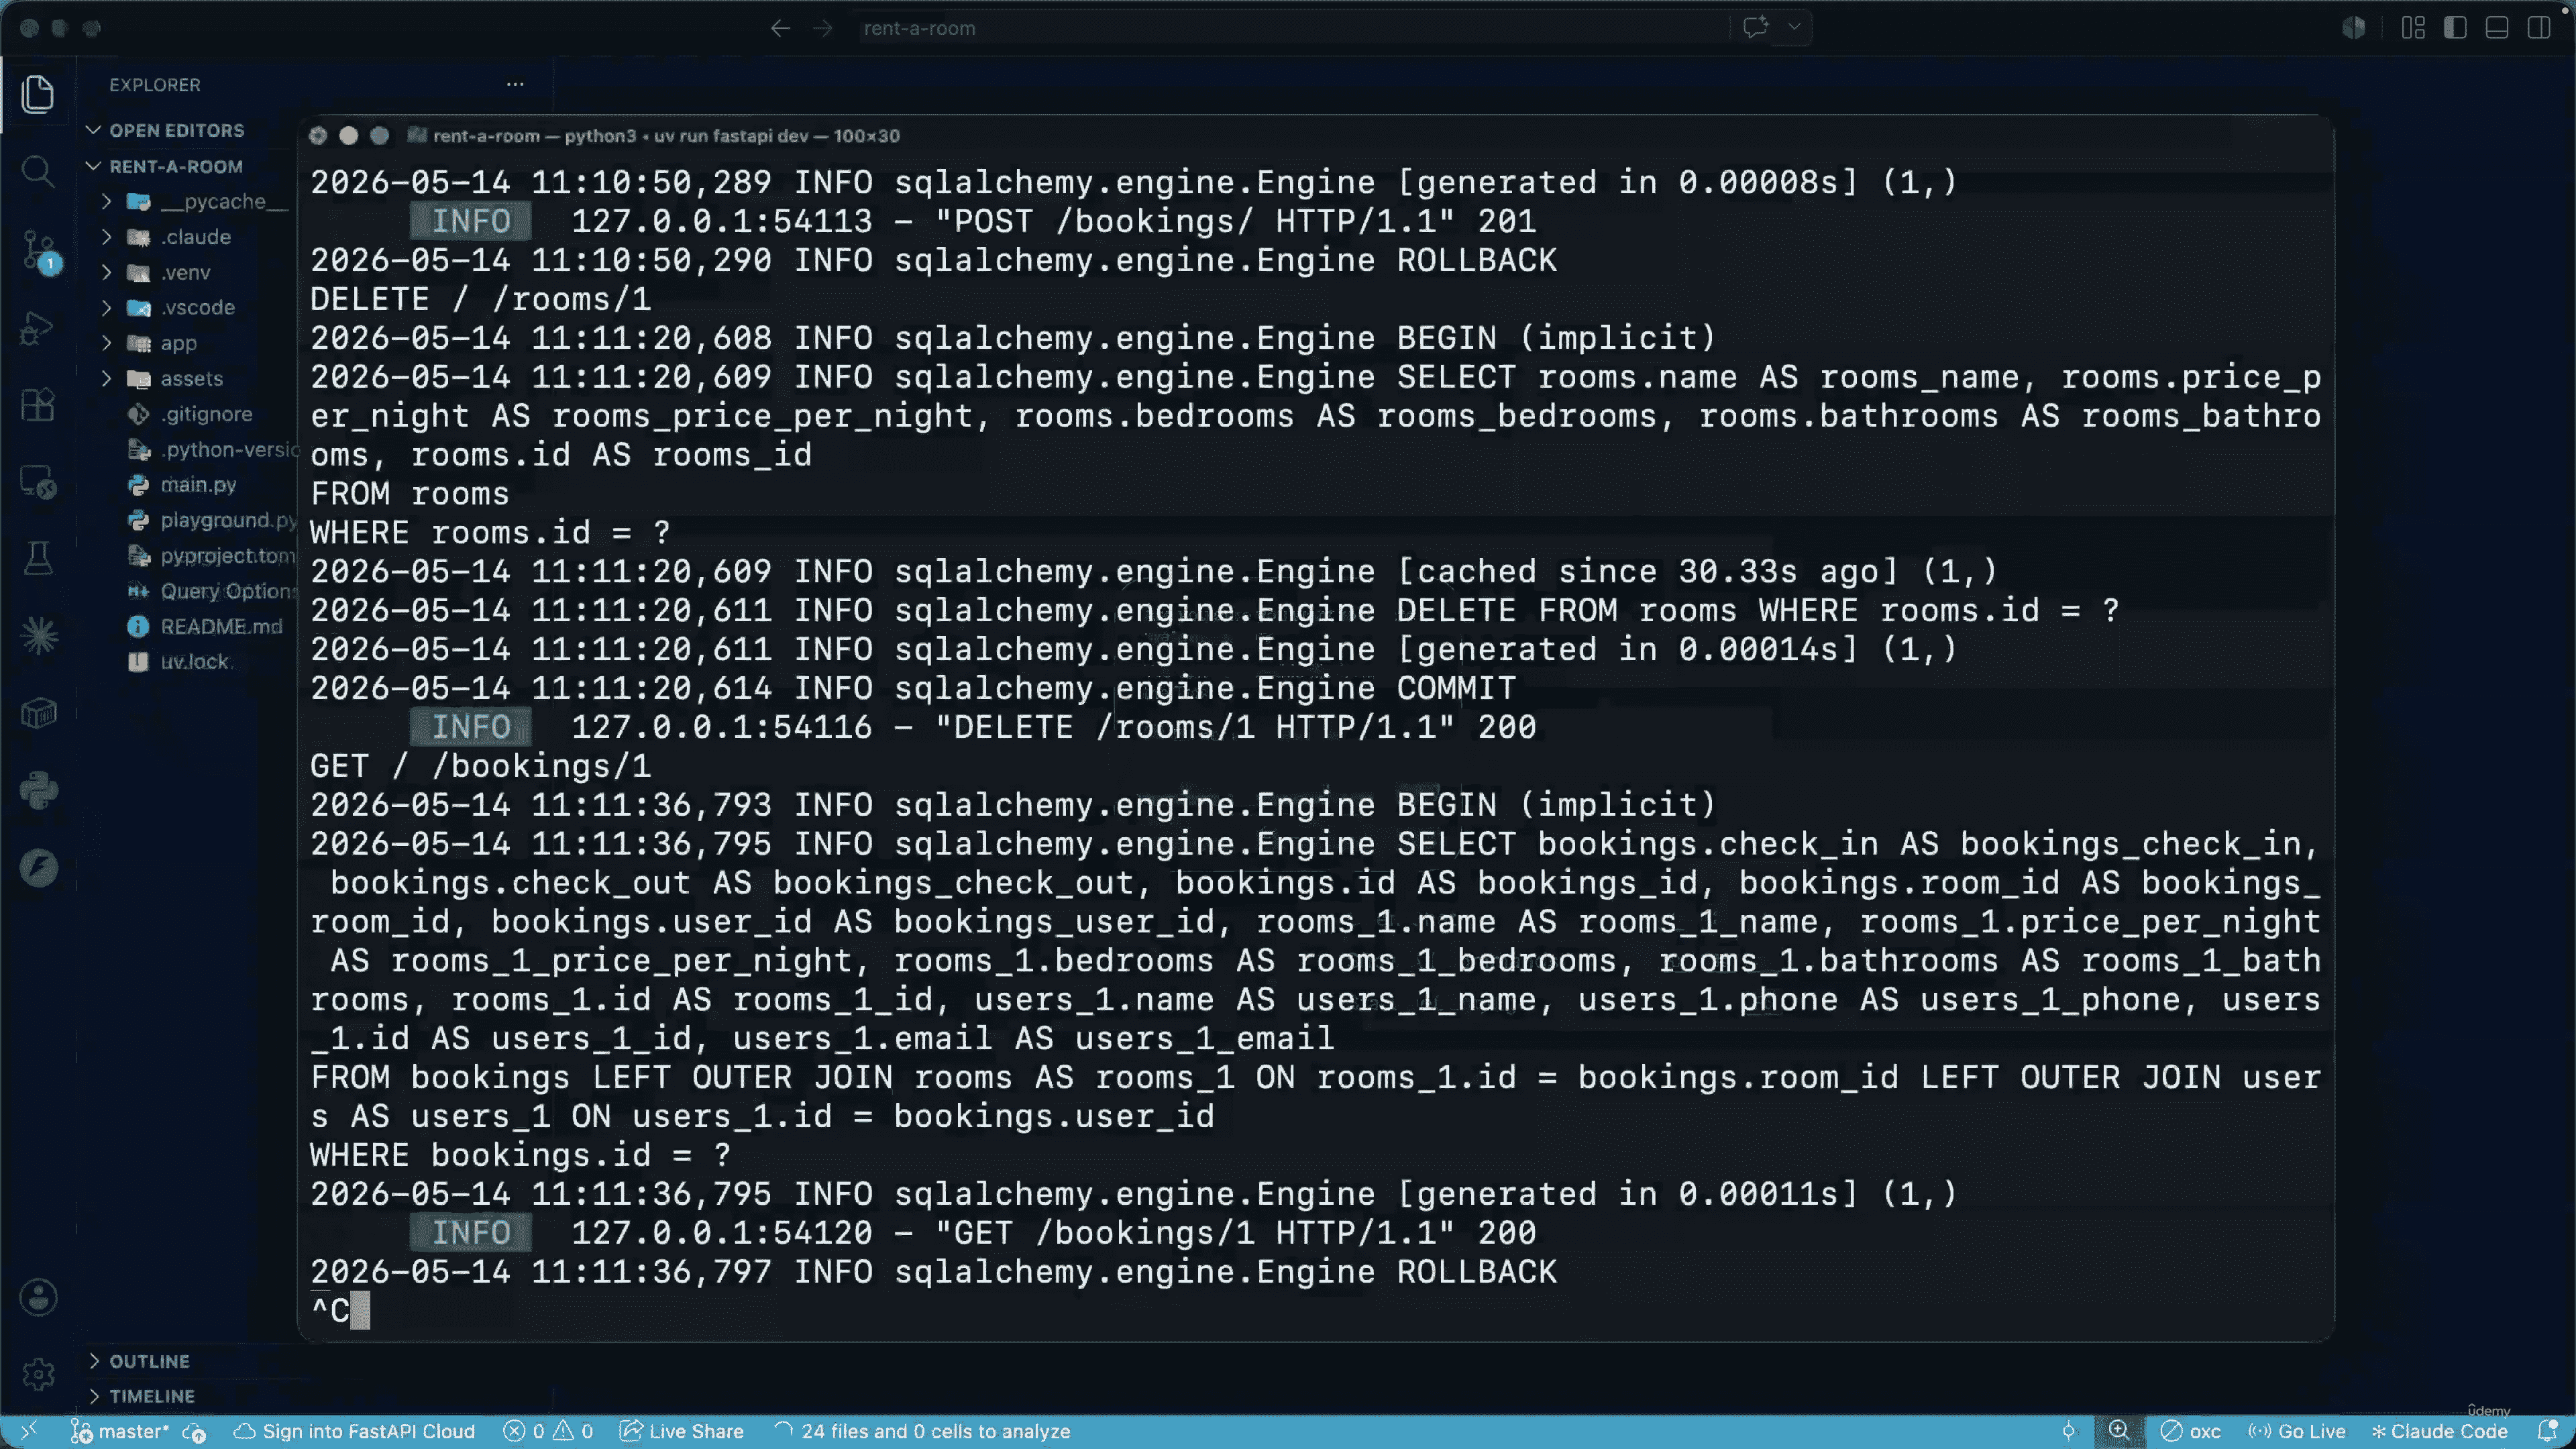 rent-a-room
EXPLORER
OPEN EDITORS
RENT-A-ROOM
__pycache__
.claude
.venv
.vscode
app
assets
.gitignore
.python-versio
main.py
playground.py
pyproject.tom
Query Option
README.md
uv.lock
OUTLINE
TIMELINE
rent-a-room — python3 • uv run fastapi dev — 100×30
2026-05-14 11:10:50,289 INFO sqlalchemy.engine.Engine [generated in 0.00008s] (1,)
INFO 127.0.0.1:54113 - "POST /bookings/ HTTP/1.1" 201
2026-05-14 11:10:50,290 INFO sqlalchemy.engine.Engine ROLLBACK
DELETE / /rooms/1
2026-05-14 11:11:20,608 INFO sqlalchemy.engine.Engine BEGIN (implicit)
2026-05-14 11:11:20,609 INFO sqlalchemy.engine.Engine SELECT rooms.name AS rooms_name, rooms.price_p
er_night AS rooms_price_per_night, rooms.bedrooms AS rooms_bedrooms, rooms.bathrooms AS rooms_bathro
oms, rooms.id AS rooms_id
FROM rooms
WHERE rooms.id = ?
2026-05-14 11:11:20,609 INFO sqlalchemy.engine.Engine [cached since 30.33s ago] (1,)
2026-05-14 11:11:20,611 INFO sqlalchemy.engine.Engine DELETE FROM rooms WHERE rooms.id = ?
2026-05-14 11:11:20,611 INFO sqlalchemy.engine.Engine [generated in 0.00014s] (1,)
2026-05-14 11:11:20,614 INFO sqlalchemy.engine.Engine COMMIT
INFO 127.0.0.1:54116 - "DELETE /rooms/1 HTTP/1.1" 200
GET / /bookings/1
2026-05-14 11:11:36,793 INFO sqlalchemy.engine.Engine BEGIN (implicit)
2026-05-14 11:11:36,795 INFO sqlalchemy.engine.Engine SELECT bookings.check_in AS bookings_check_in,
bookings.check_out AS bookings_check_out, bookings.id AS bookings_id, bookings.room_id AS bookings_
room_id, bookings.user_id AS bookings_user_id, rooms_1.name AS rooms_1_name, rooms_1.price_per_night
AS rooms_1_price_per_night, rooms_1.bedrooms AS rooms_1_bedrooms, rooms_1.bathrooms AS rooms_1_bath
rooms, rooms_1.id AS rooms_1_id, users_1.name AS users_1_name, users_1.phone AS users_1_phone, users
_1.id AS users_1_id, users_1.email AS users_1_email
FROM bookings LEFT OUTER JOIN rooms AS rooms_1 ON rooms_1.id = bookings.room_id LEFT OUTER JOIN user
s AS users_1 ON users_1.id = bookings.user_id
WHERE bookings.id = ?
2026-05-14 11:11:36,795 INFO sqlalchemy.engine.Engine [generated in 0.00011s] (1,)
INFO 127.0.0.1:54120 - "GET /bookings/1 HTTP/1.1" 200
2026-05-14 11:11:36,797 INFO sqlalchemy.engine.Engine ROLLBACK
^C
1
ûdemy
master* Sign into FastAPI Cloud 0 0 Live Share 24 files and 0 cells to analyze oxc Go Live Claude Code